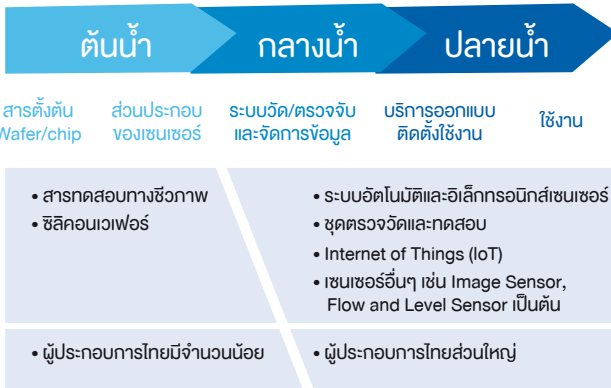 ต้นน้ำ กลางน้ำ ปลายน้ำ
สารตั้งต้น ส่วนประกอบ ระบบวัด/ตรวจจับ บริการออกแบบ ใช้งาน
Wafer/chip ของเซนเซอร์ และจัดการข้อมูล ติดตั้งใช้งาน
• สารทดสอบทางชีวภาพ
• ซิลิคอนเวเฟอร์
• ระบบอัตโนมัติและอิเล็กทรอนิกส์เซนเซอร์
• ชุดตรวจวัดและทดสอบ
• Internet of Things (IoT)
• เซนเซอร์อื่นๆ เช่น Image Sensor,
Flow and Level Sensor เป็นต้น
• ผู้ประกอบการไทยมีจำนวนน้อย
• ผู้ประกอบการไทยส่วนใหญ่